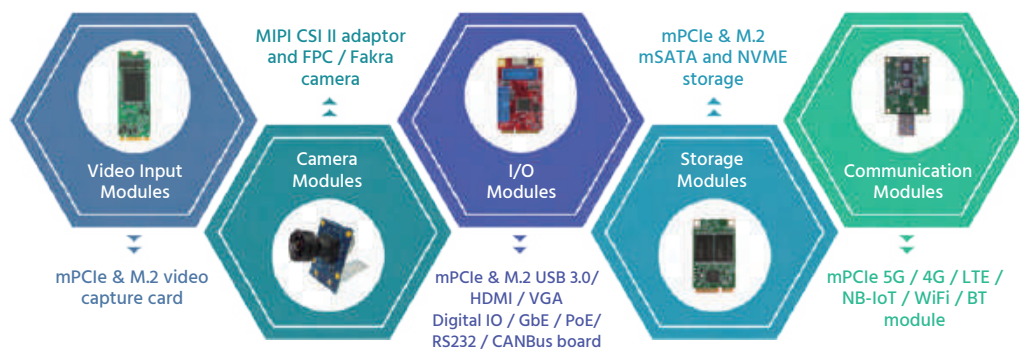 Video Input
Modules
mPCIe & M.2 video
capture card
MIPI CSI II adaptor
and FPC / Fakra
camera
Camera
Modules
I/O
Modules
mPCIe & M.2 USB 3.0/
HDMI / VGA
Digital IO / GbE / PoE/
RS232 / CANBus board
mPCIe & M.2
mSATA and NVME
storage
Storage
Modules
Communication
Modules
mPCIe 5G / 4G / LTE /
NB-IoT / WiFi / BT
module